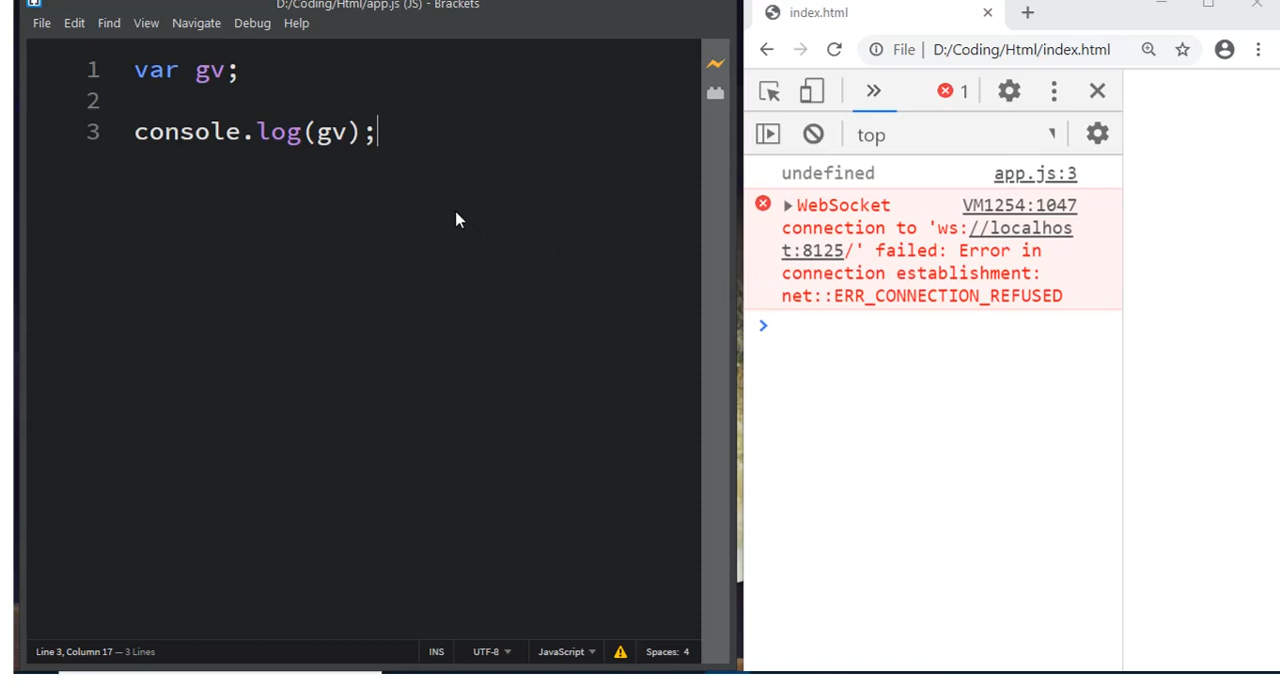 D:/Coding/Html/app.js (JS) - Brackets
File Edit Find View Navigate Debug Help
1 var gv;
2
3 console.log(gv);
Line 3, Column 17 — 3 Lines
INS UTF-8 JavaScript Spaces: 4
index.html
File D:/Coding/Html/index.html
1
top
undefined app.js:3
WebSocket VM1254:1047
connection to 'ws://localhos
t:8125/' failed: Error in
connection establishment:
net::ERR_CONNECTION_REFUSED